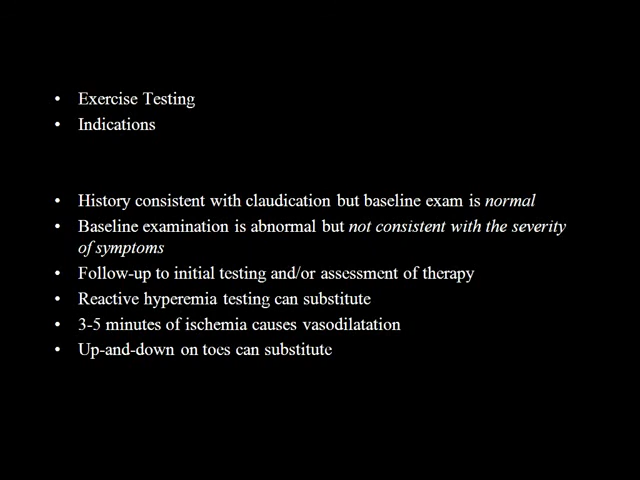 • Exercise Testing
• Indications
• History consistent with claudication but baseline exam is normal
• Baseline examination is abnormal but not consistent with the severity
of symptoms
• Follow-up to initial testing and/or assessment of therapy
• Reactive hyperemia testing can substitute
• 3-5 minutes of ischemia causes vasodilatation
• Up-and-down on toes can substitute